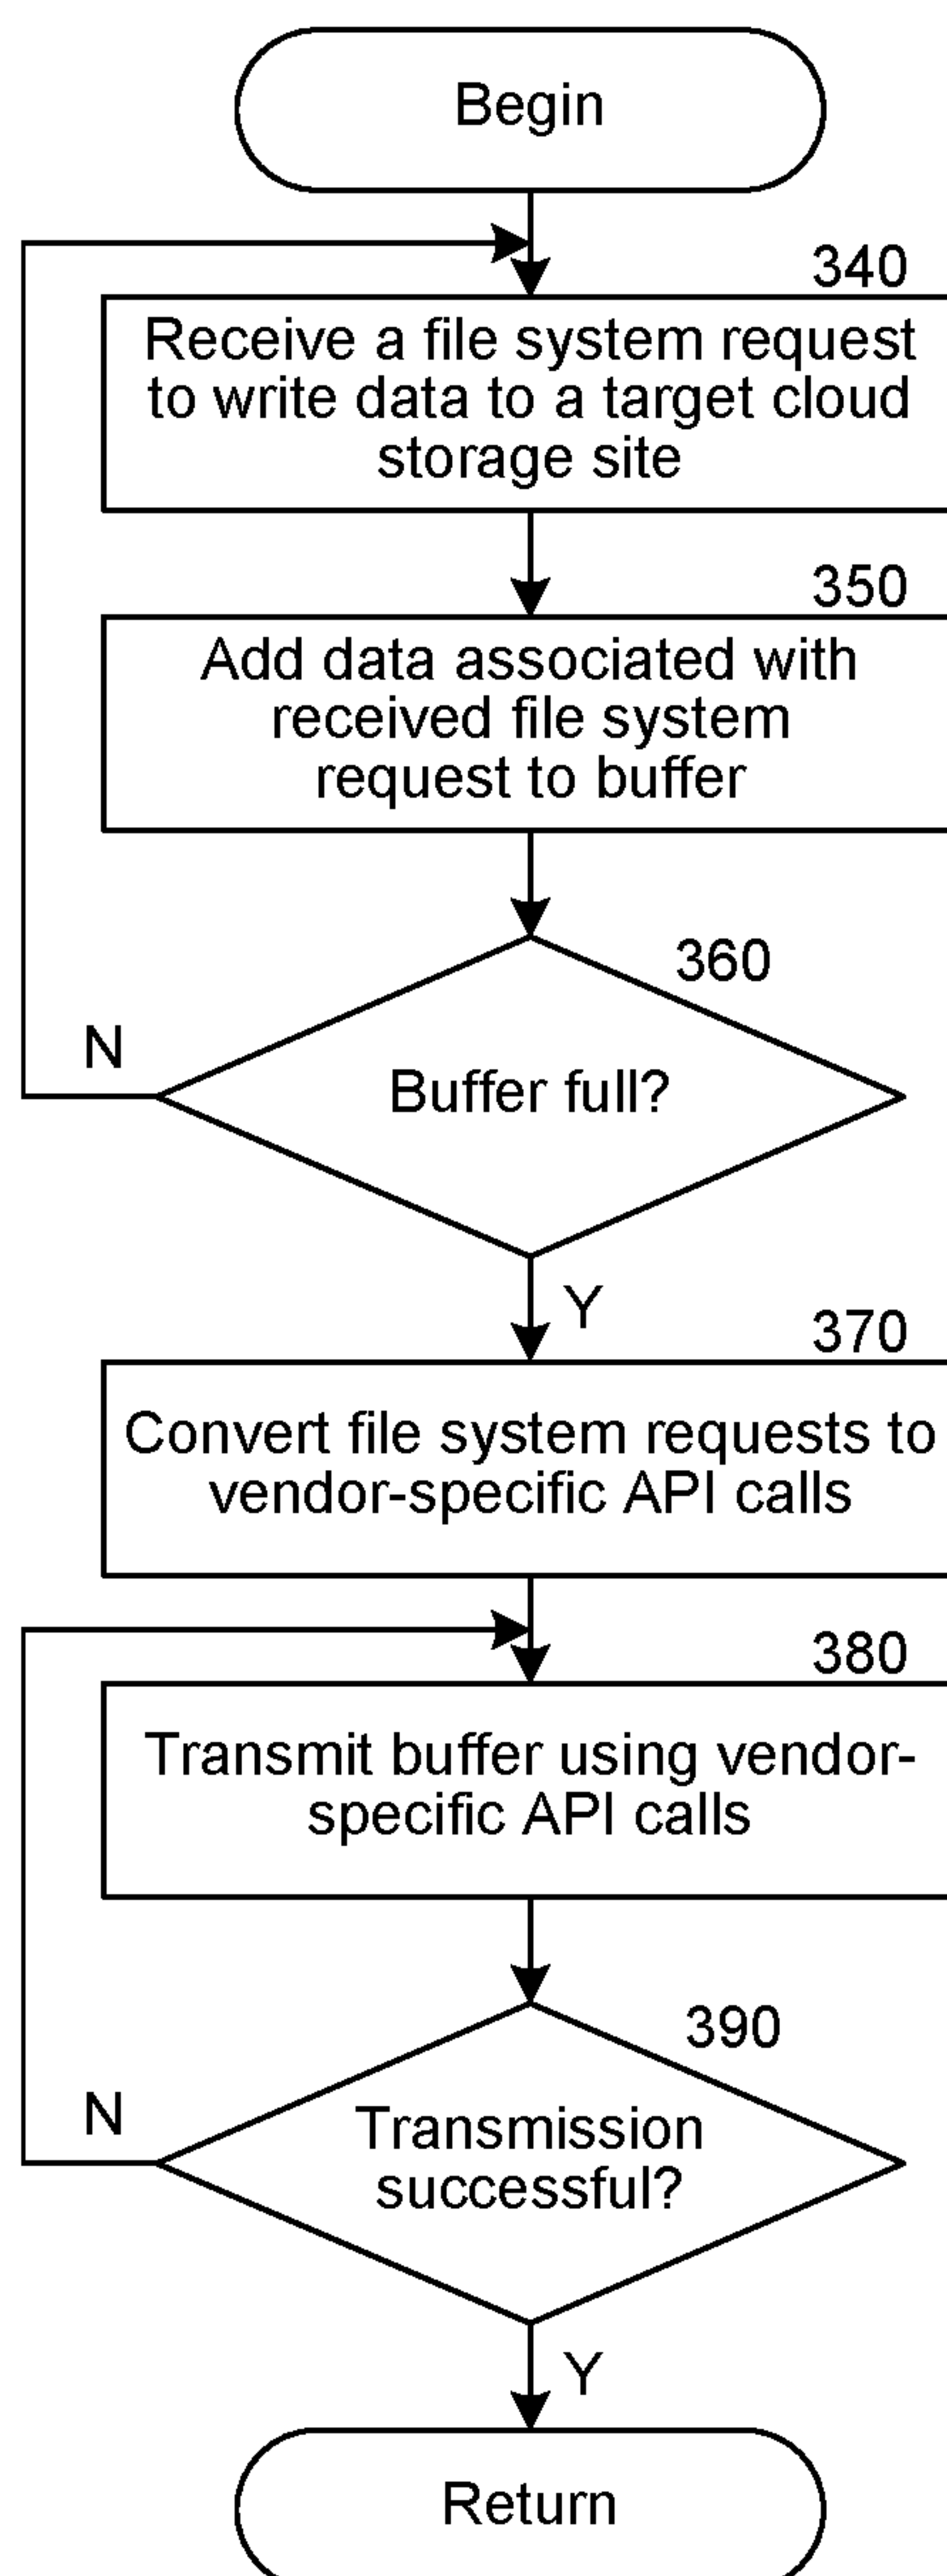 Begin
340
Receive a file system request
to write data to a target cloud
storage site
350
Add data associated with
received file system
request to buffer
360
N
Buffer full?
Y
370
Convert file system requests to
vendor-specific API calls
380
Transmit buffer using vendor-
specific API calls
390
N
Transmission
successful?
Y
Return